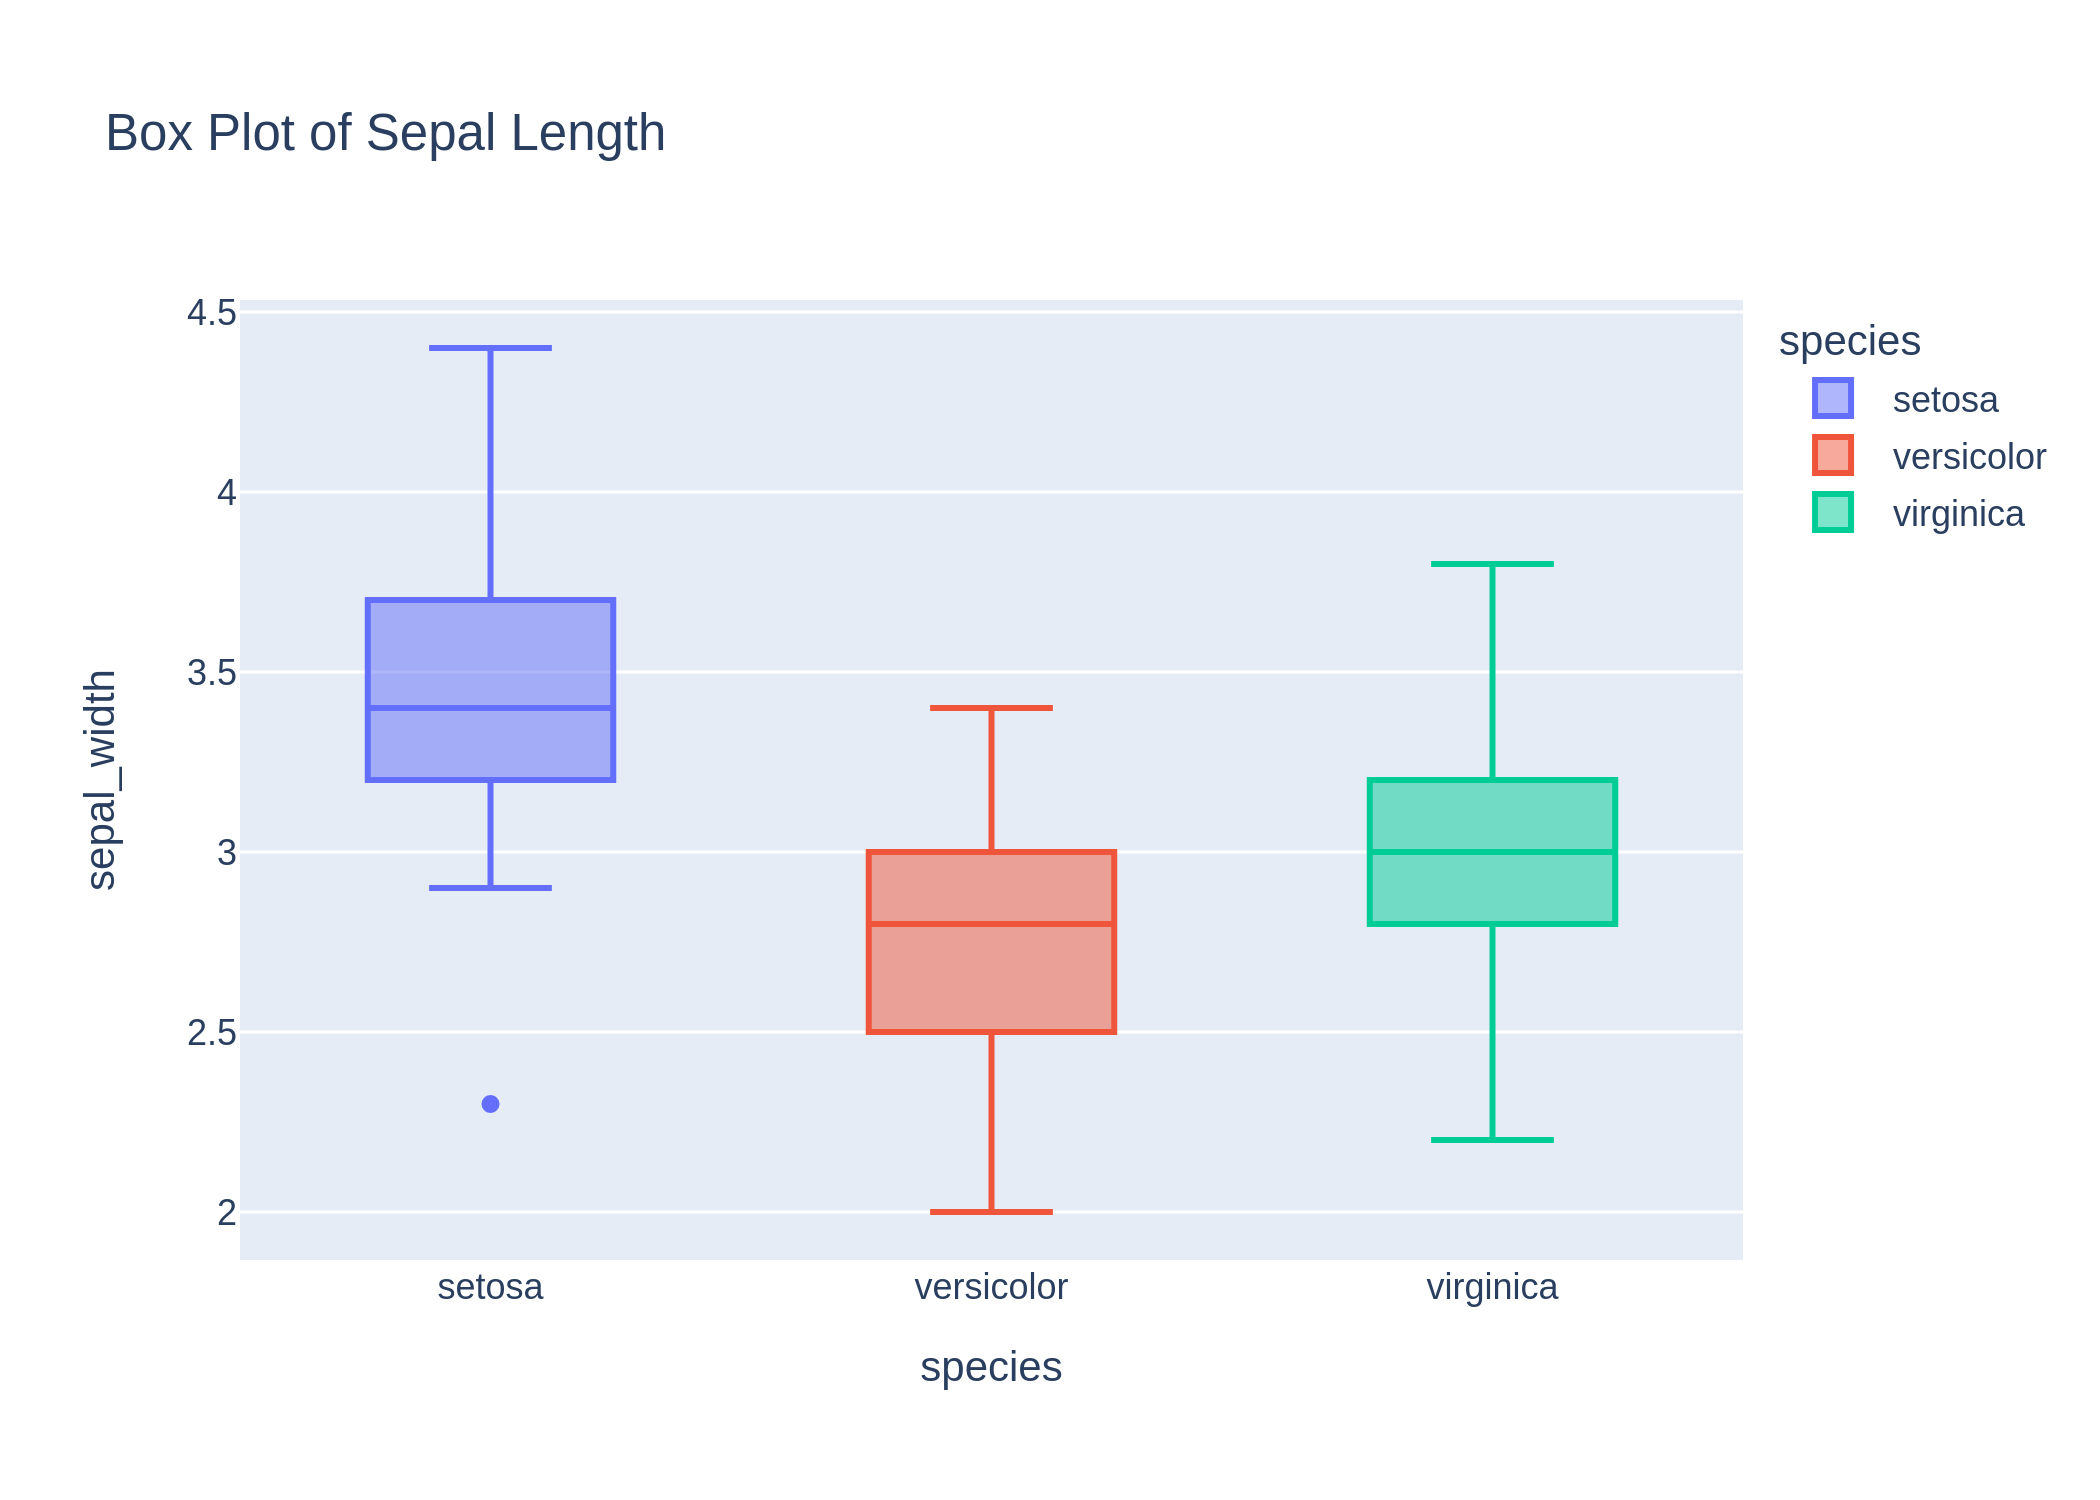 Box Plot of Sepal Length
4.5
4
3.5
3
2.5
2
sepal_width
setosa
versicolor
virginica
species
species
setosa
versicolor
virginica